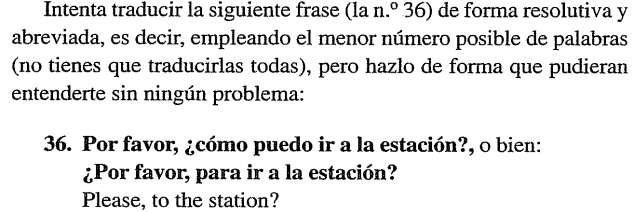 Intenta traducir la siguiente frase (la n.º 36) de forma resolutiva y
abreviada, es decir, empleando el menor número posible de palabras
(no tienes que traducirlas todas), pero hazlo de forma que pudieran
entenderte sin ningún problema:
36. Por favor, ¿cómo puedo ir a la estación?, o bien:
¿Por favor, para ir a la estación?
Please, to the station?